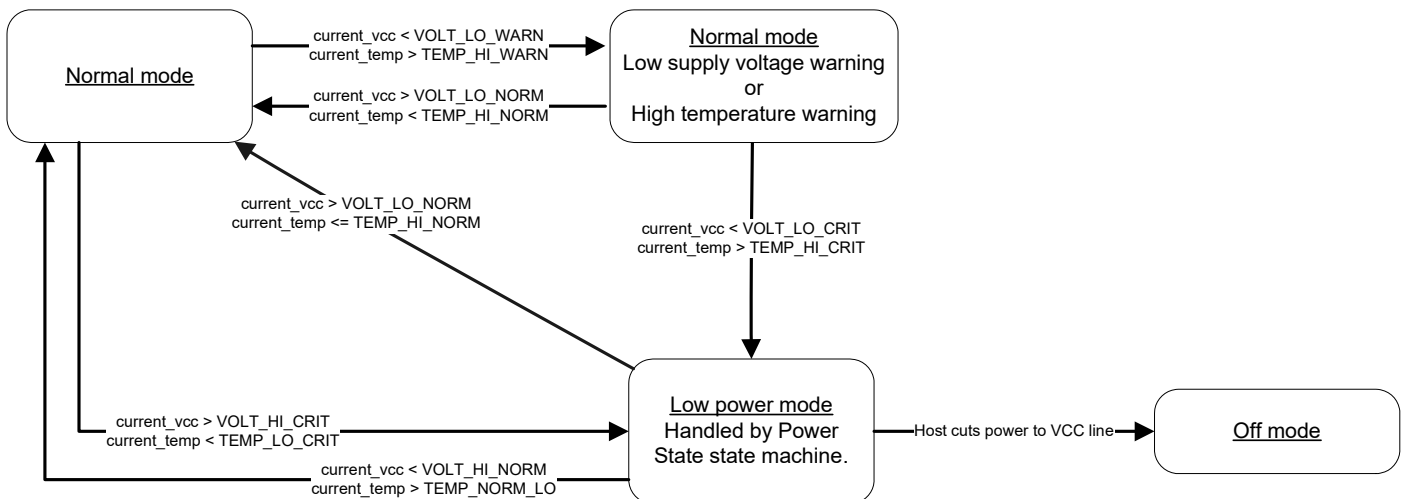 Normal mode
current_vcc < VOLT_LO_WARN
current_temp > TEMP_HI_WARN
current_vcc > VOLT_LO_NORM
current_temp < TEMP_HI_NORM
Normal mode
Low supply voltage warning
or
High temperature warning
current_vcc > VOLT_LO_NORM
current_temp <= TEMP_HI_NORM
current_vcc < VOLT_LO_CRIT
current_temp > TEMP_HI_CRIT
current_vcc > VOLT_HI_CRIT
current_temp < TEMP_LO_CRIT
current_vcc < VOLT_HI_NORM
current_temp > TEMP_NORM_LO
Low power mode
Handled by Power
State state machine.
Host cuts power to VCC line
Off mode